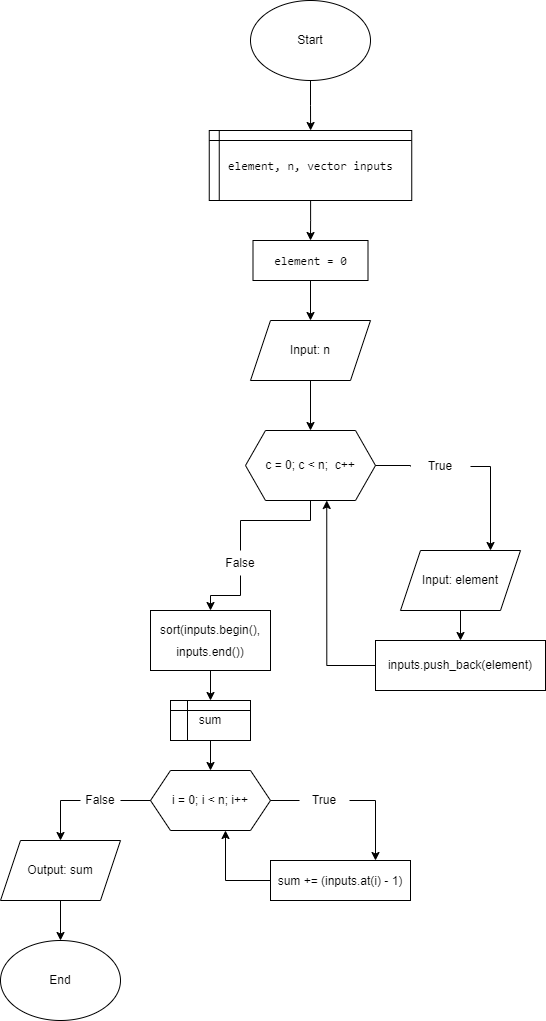 Start
element, n, vector inputs
element = 0
Input: n
c = 0; c < n;  c++
True
Input: element
inputs.push_back(element)
False
sort(inputs.begin(),
inputs.end())
sum
i = 0; i < n; i++
True
sum += (inputs.at(i) - 1)
False
Output: sum
End